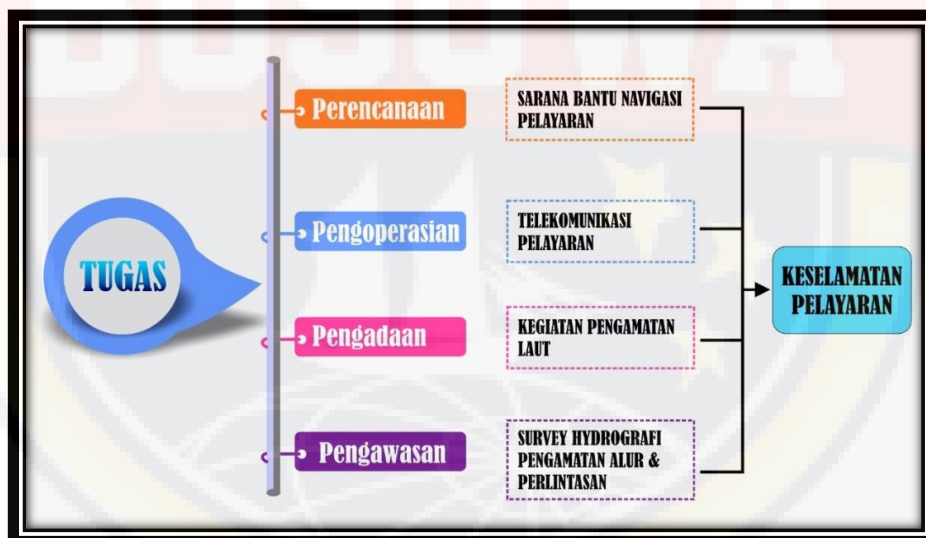 BOSOWA
Perencanaan
SARANA BANTU NAVIGASI
PELAYARAN
Pengoperasian
TELEKOMUNIKASI
PELAYARAN
TUGAS
KESELAMATAN
PELAYARAN
Pengadaan
KEGIATAN PENGAMATAN
LAUT
Pengawasan
SURVEY HYDROGRAFI
PENGAMATAN ALUR &
PERLINTASAN